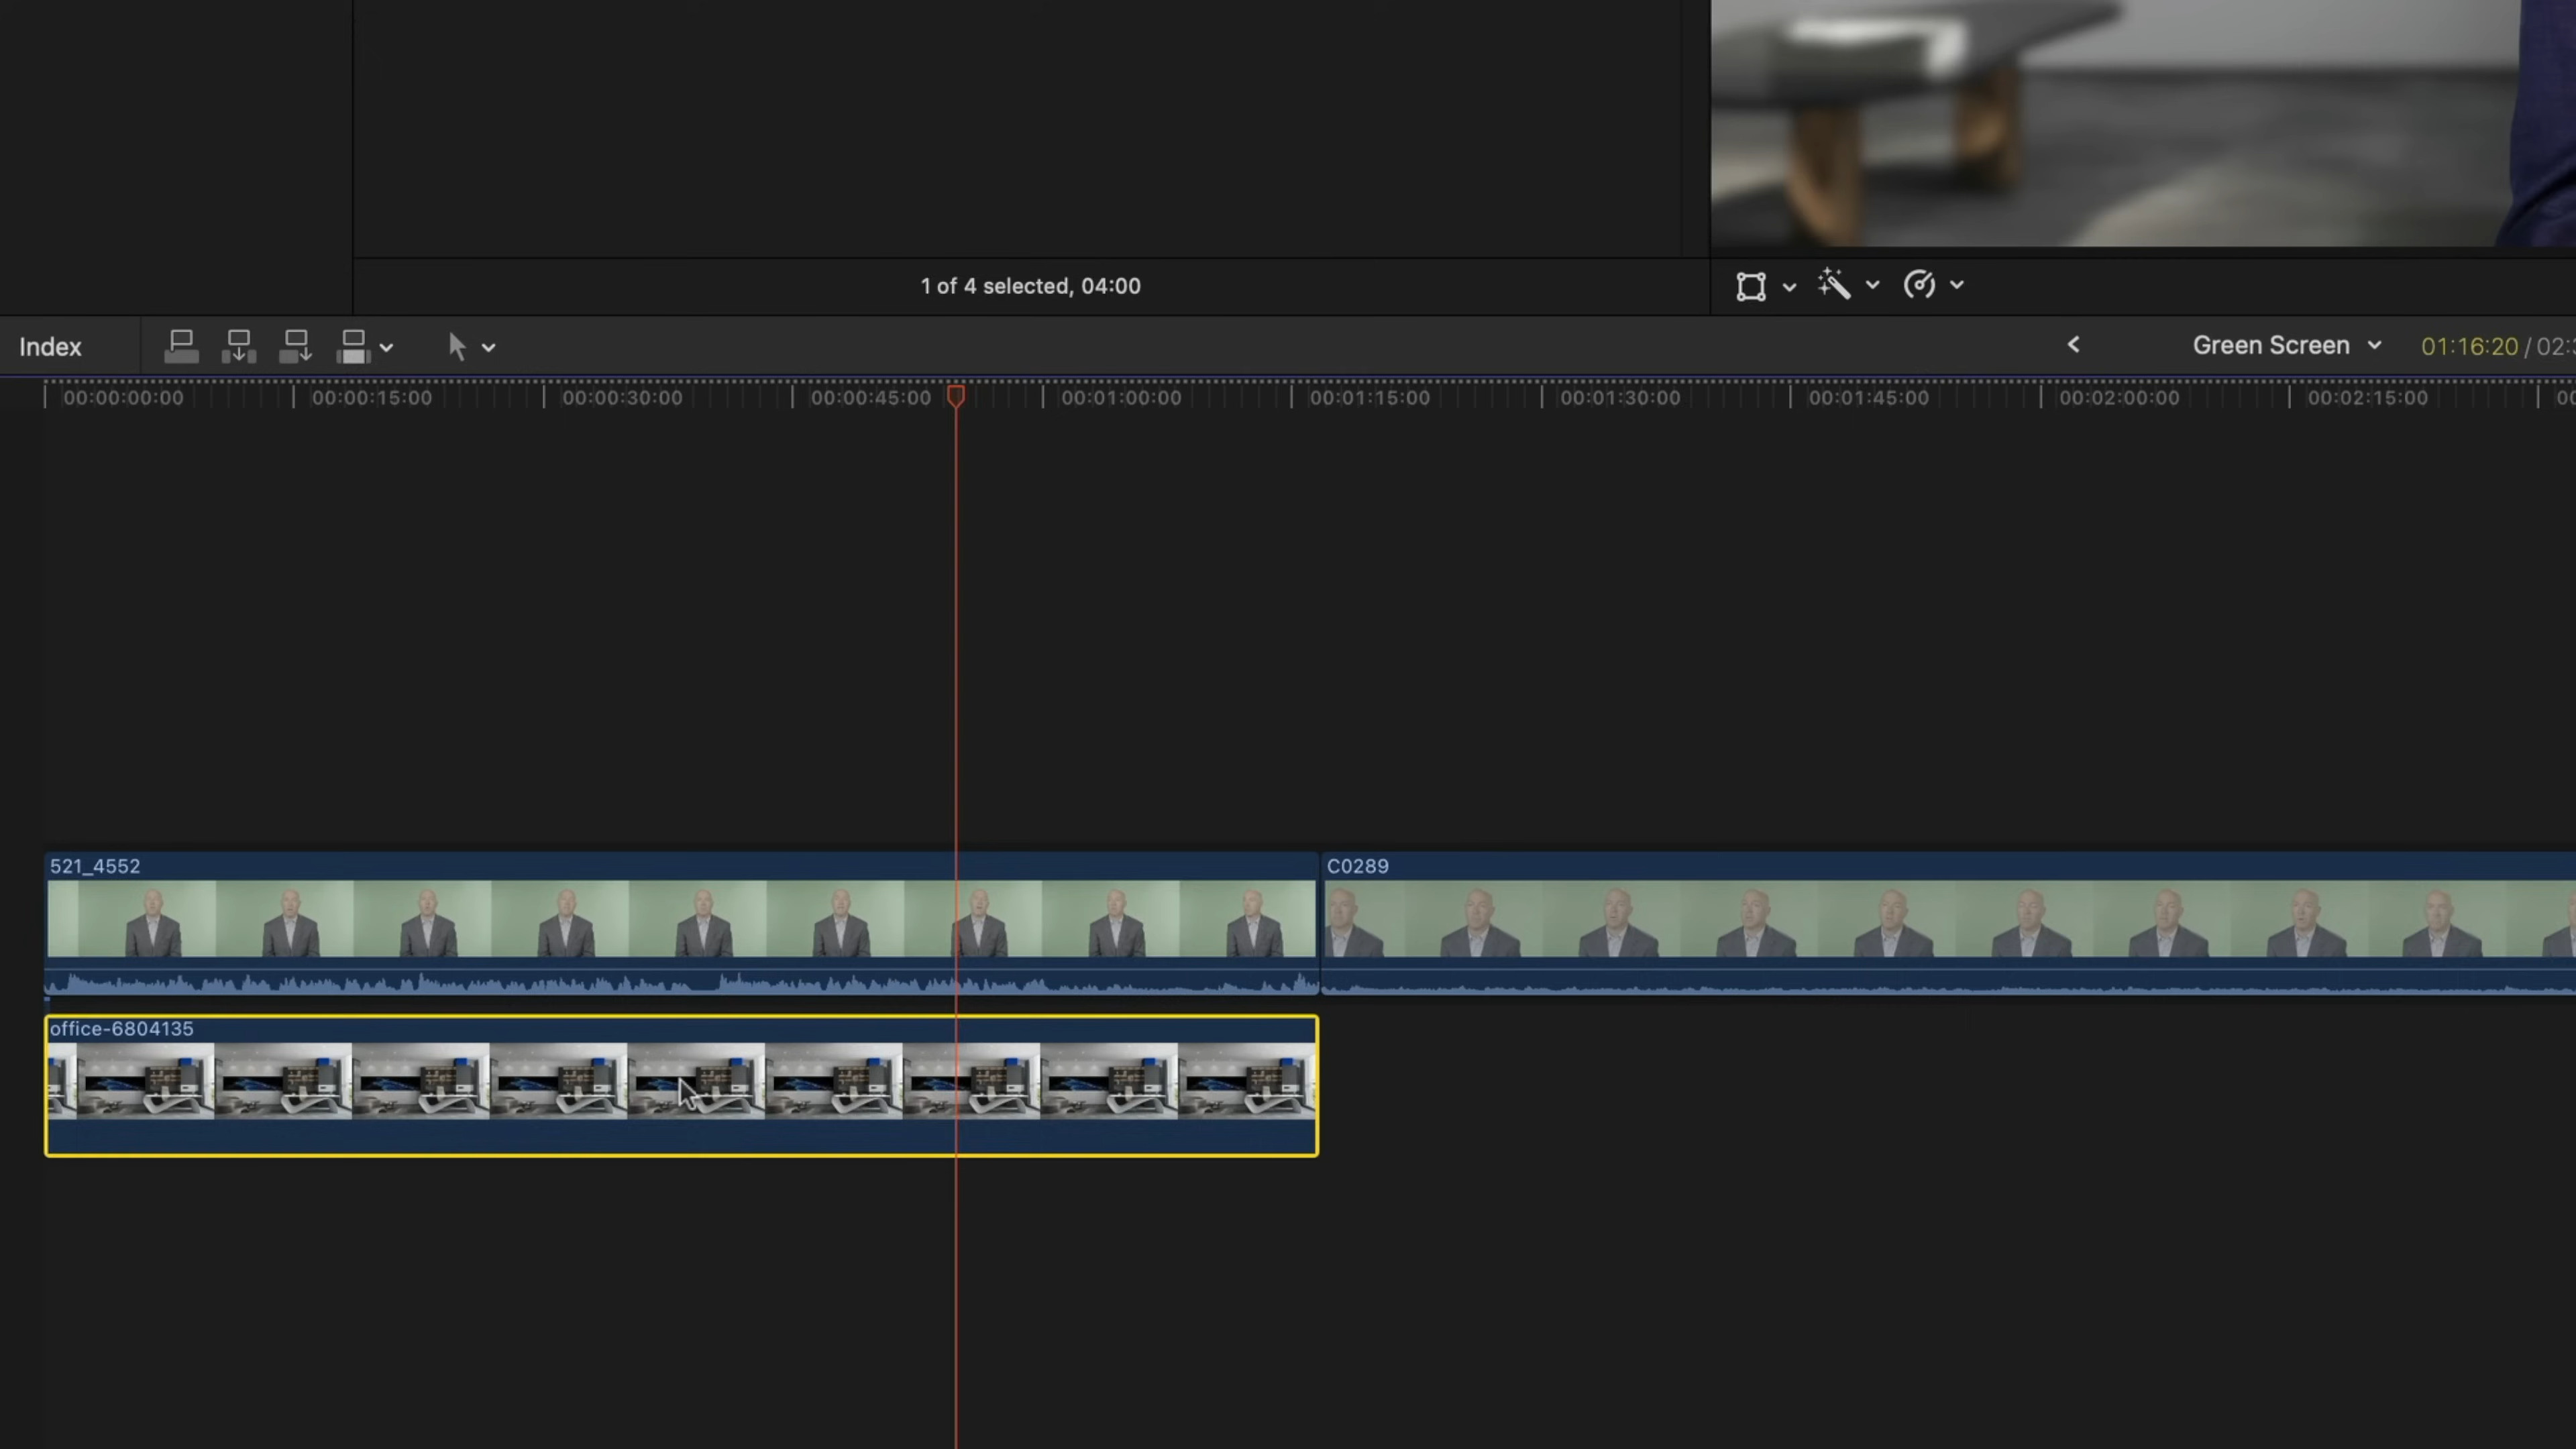 1 of 4 selected, 04:00
Index
Green Screen
01:16:20 / 02:
00:00:00:00
00:00:15:00
00:00:30:00
00:00:45:00
00:01:00:00
00:01:15:00
00:01:30:00
00:01:45:00
00:02:00:00
00:02:15:00
521_4552
C0289
office-6804135